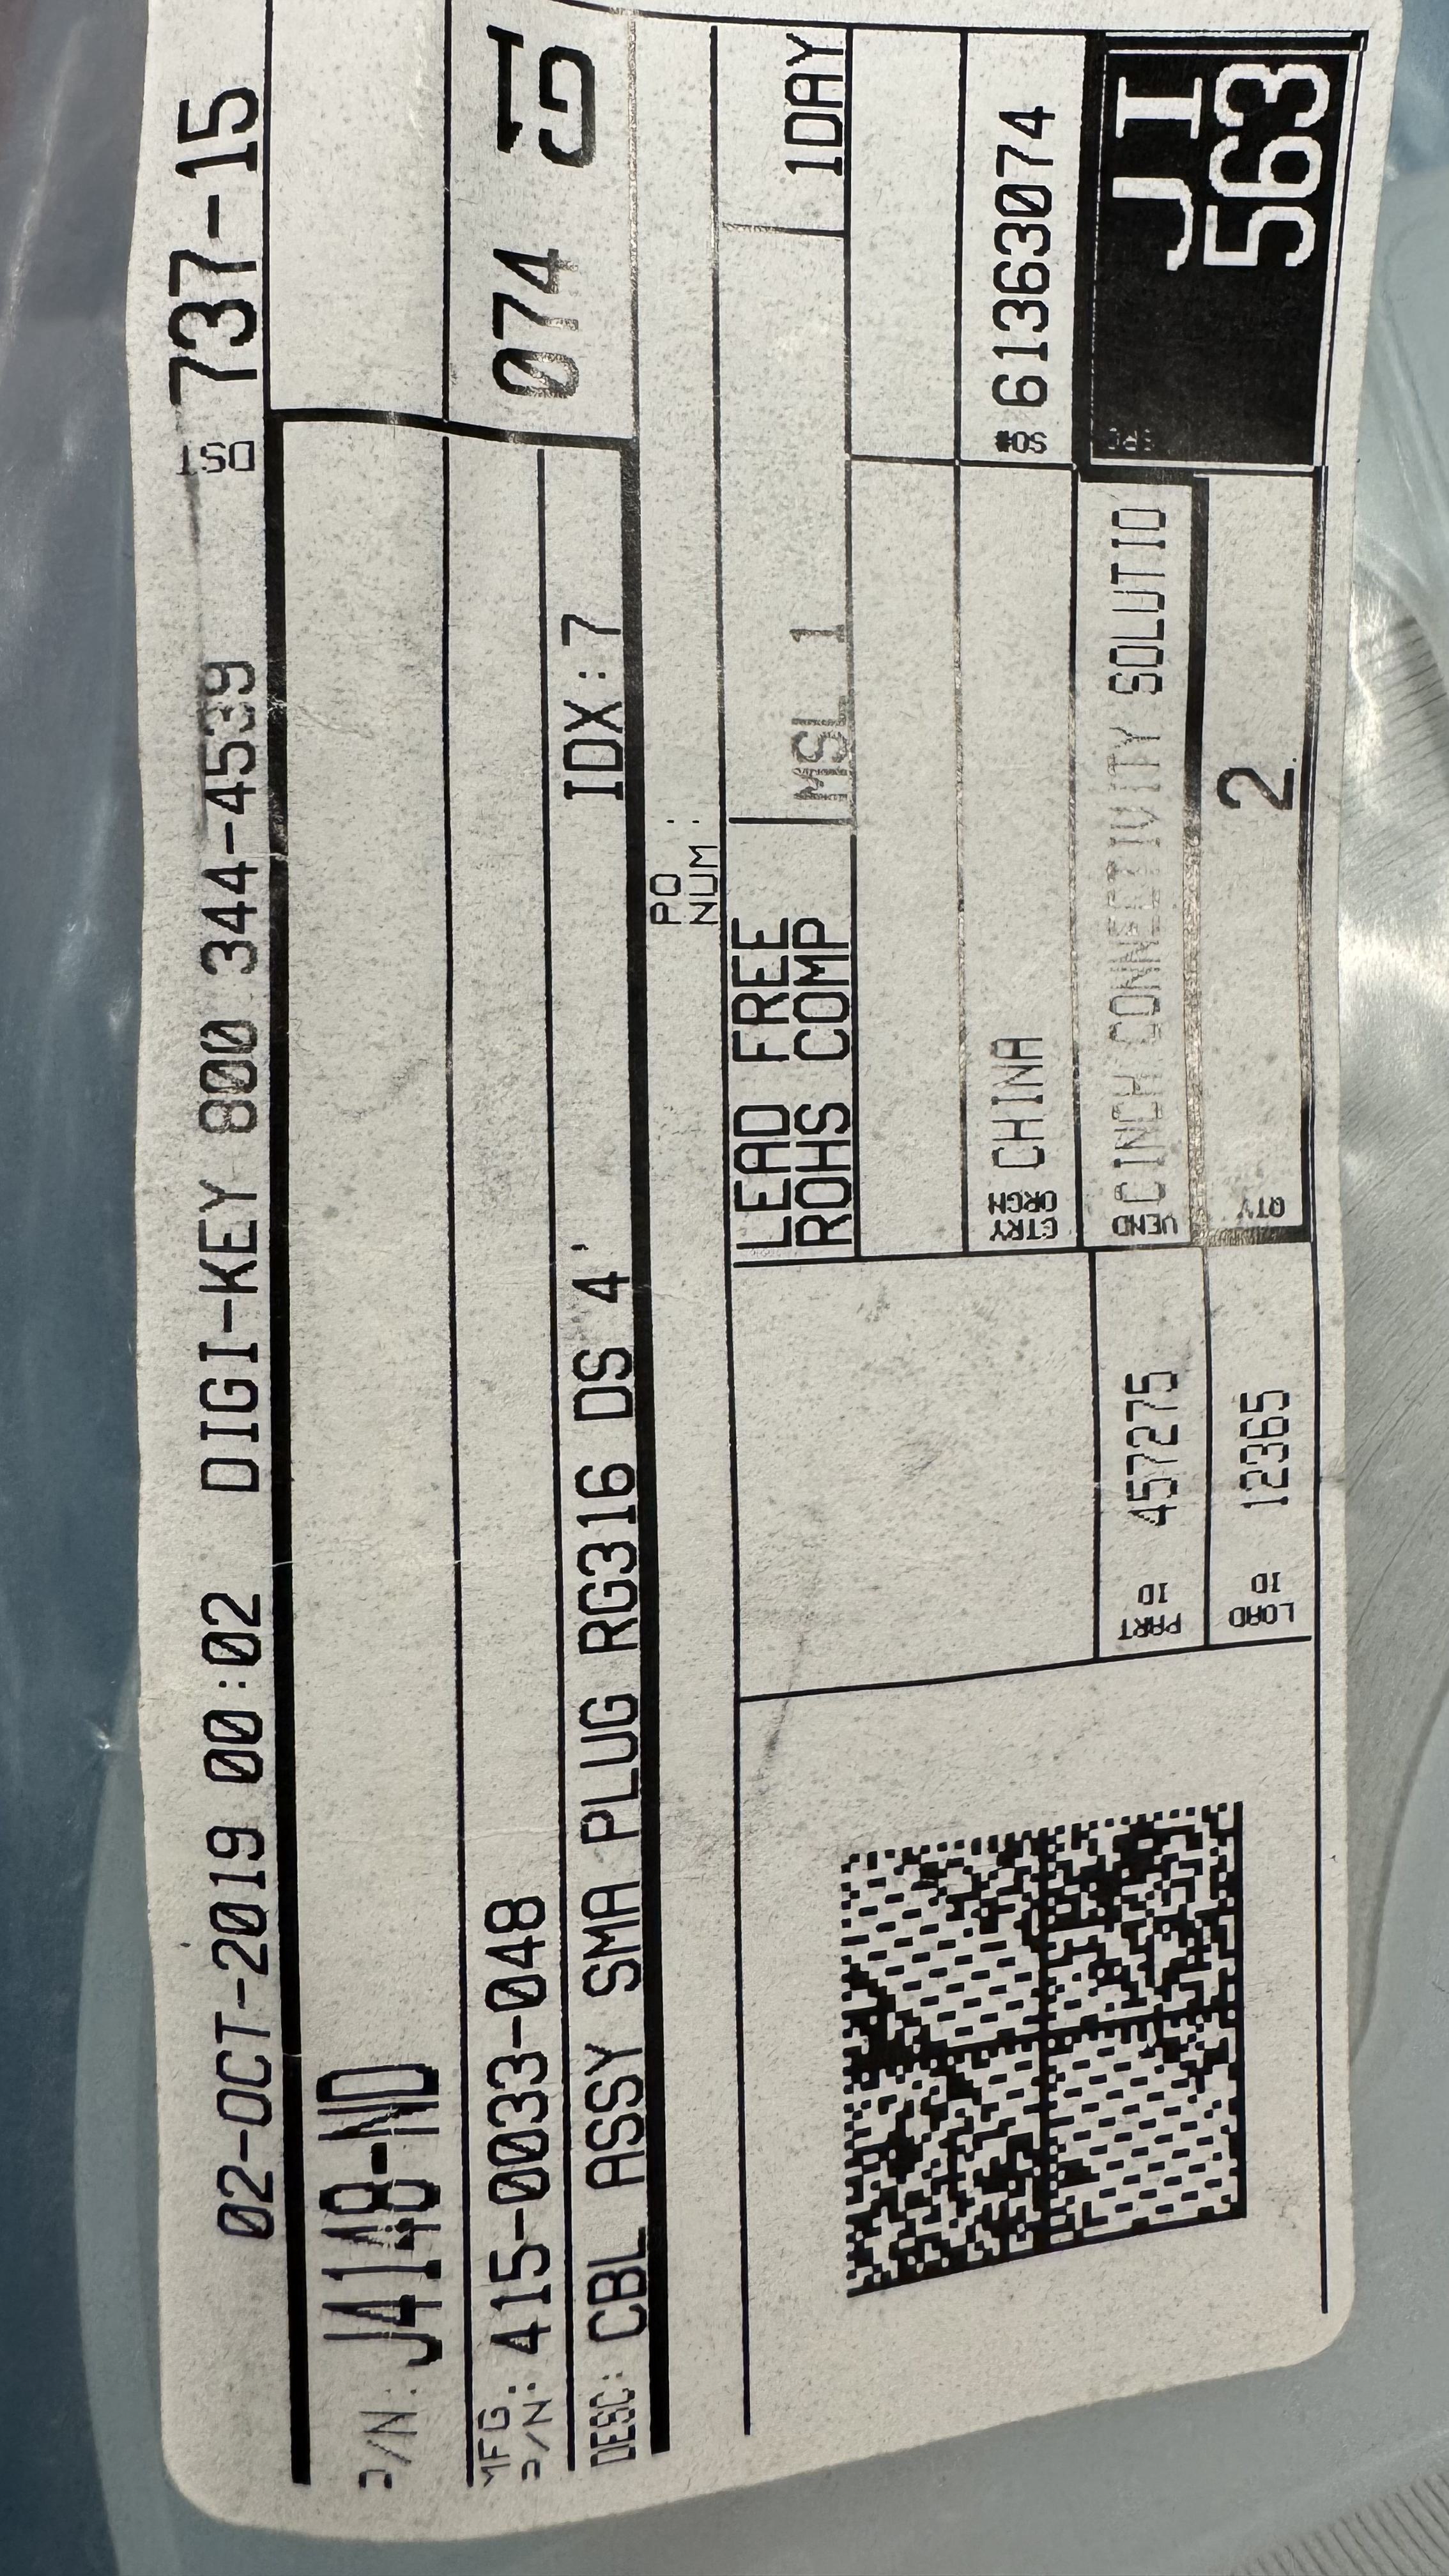 02-OCT-2019 00:02 DIGI-KEY 800 344-4539 DST 737-15
P/N: J4148-ND
MFG.
P/N: 415-0033-048 074
DESC: CBL ASSY SMA PLUG RG316 DS 4' IDX:7
PO
NUM:
LEAD FREE
ROHS COMP MSL 1 1DAY
CTRY
ORGN CHINA SO# 61363074
PART
ID 457275 VEND CINCH CONNECTIVITY SOLUTIO JI
LOAD
ID 12365 QTY 2 563